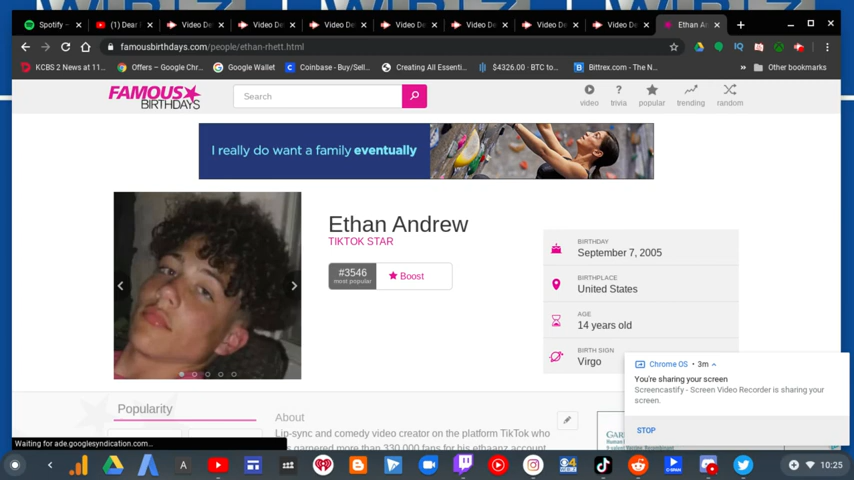 Spotify –
(1) Dear
Video De
Video De
Video De
Video De
Video De
Video De
Video De
Ethan An
famousbirthdays.com/people/ethan-rhett.html
KCBS 2 News at 11...
Offers – Google Chr...
Google Wallet
Coinbase - Buy/Sell...
Creating All Essenti...
$4326.00 · BTC to...
Bittrex.com - The N...
»
Other bookmarks
FAMOUS
BIRTHDAYS
Search
video
trivia
popular
trending
random
I really do want a family eventually
Ethan Andrew
TIKTOK STAR
#3546
most popular
Boost
BIRTHDAY
September 7, 2005
BIRTHPLACE
United States
AGE
14 years old
BIRTH SIGN
Virgo
Chrome OS • 3m
You're sharing your screen
Screencastify - Screen Video Recorder is sharing your
screen.
STOP
Popularity
About
Lip-sync and comedy video creator on the platform TikTok who
has garnered more than 330,000 fans for his ethaanz account.
Waiting for ade.googlesyndication.com...
10:25